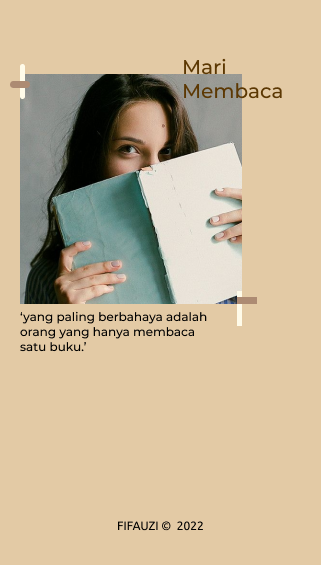 Mari
Membaca
‘yang paling berbahaya adalah
orang yang hanya membaca
satu buku.’
FIFAUZI © 2022